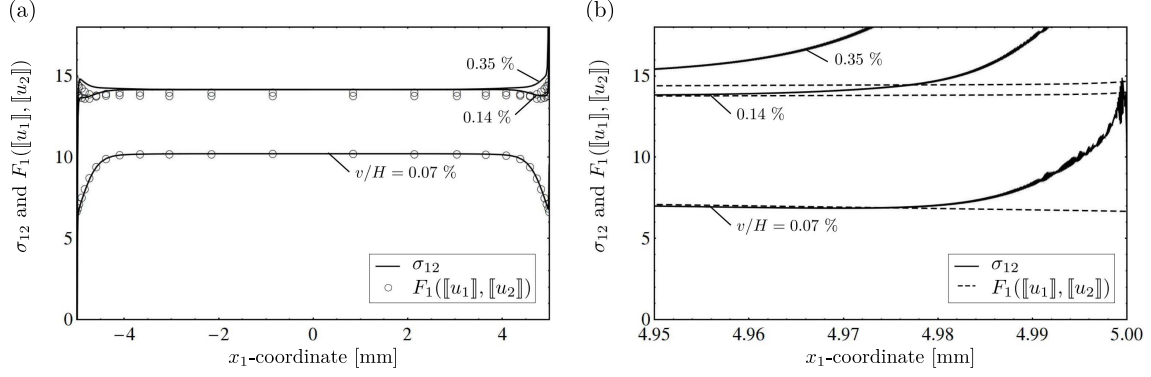 (a)
σ12 and F1(⟦u1⟧, ⟦u2⟧)
15
10
5
0
0.35 %
0.14 %
v/H = 0.07 %
σ12
F1(⟦u1⟧, ⟦u2⟧)
−4 −2 0 2 4
x1-coordinate [mm]
(b)
σ12 and F1(⟦u1⟧, ⟦u2⟧)
15
10
5
0
0.35 %
0.14 %
v/H = 0.07 %
σ12
F1(⟦u1⟧, ⟦u2⟧)
4.95 4.96 4.97 4.98 4.99 5.00
x1-coordinate [mm]